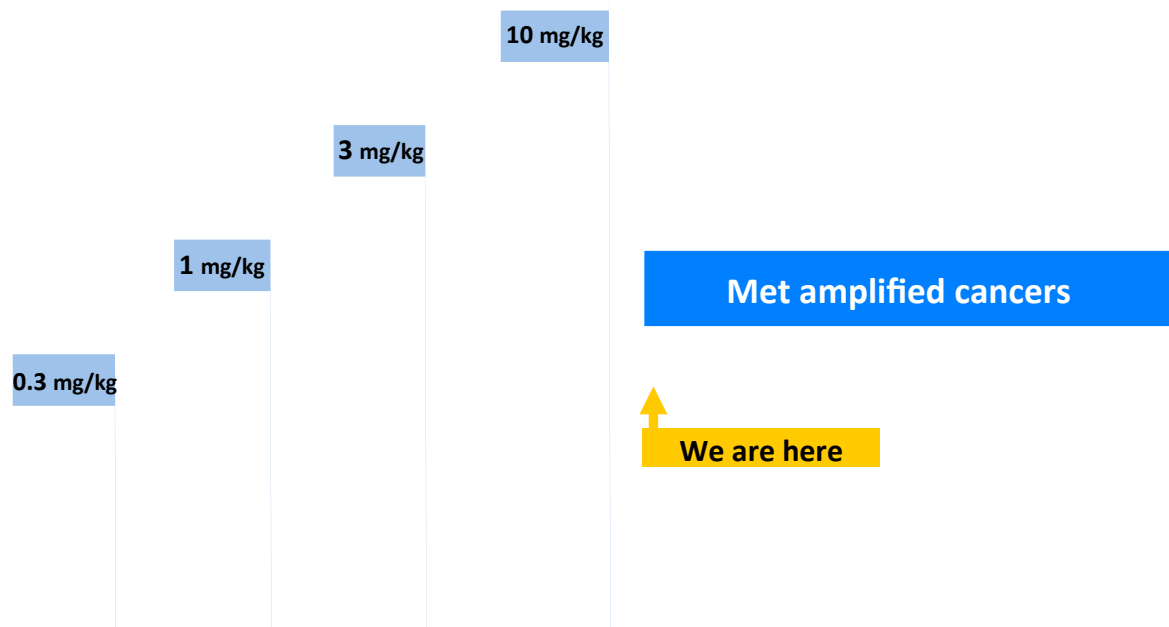 10 mg/kg
3 mg/kg
1 mg/kg
Met amplified cancers
0.3 mg/kg
We are here